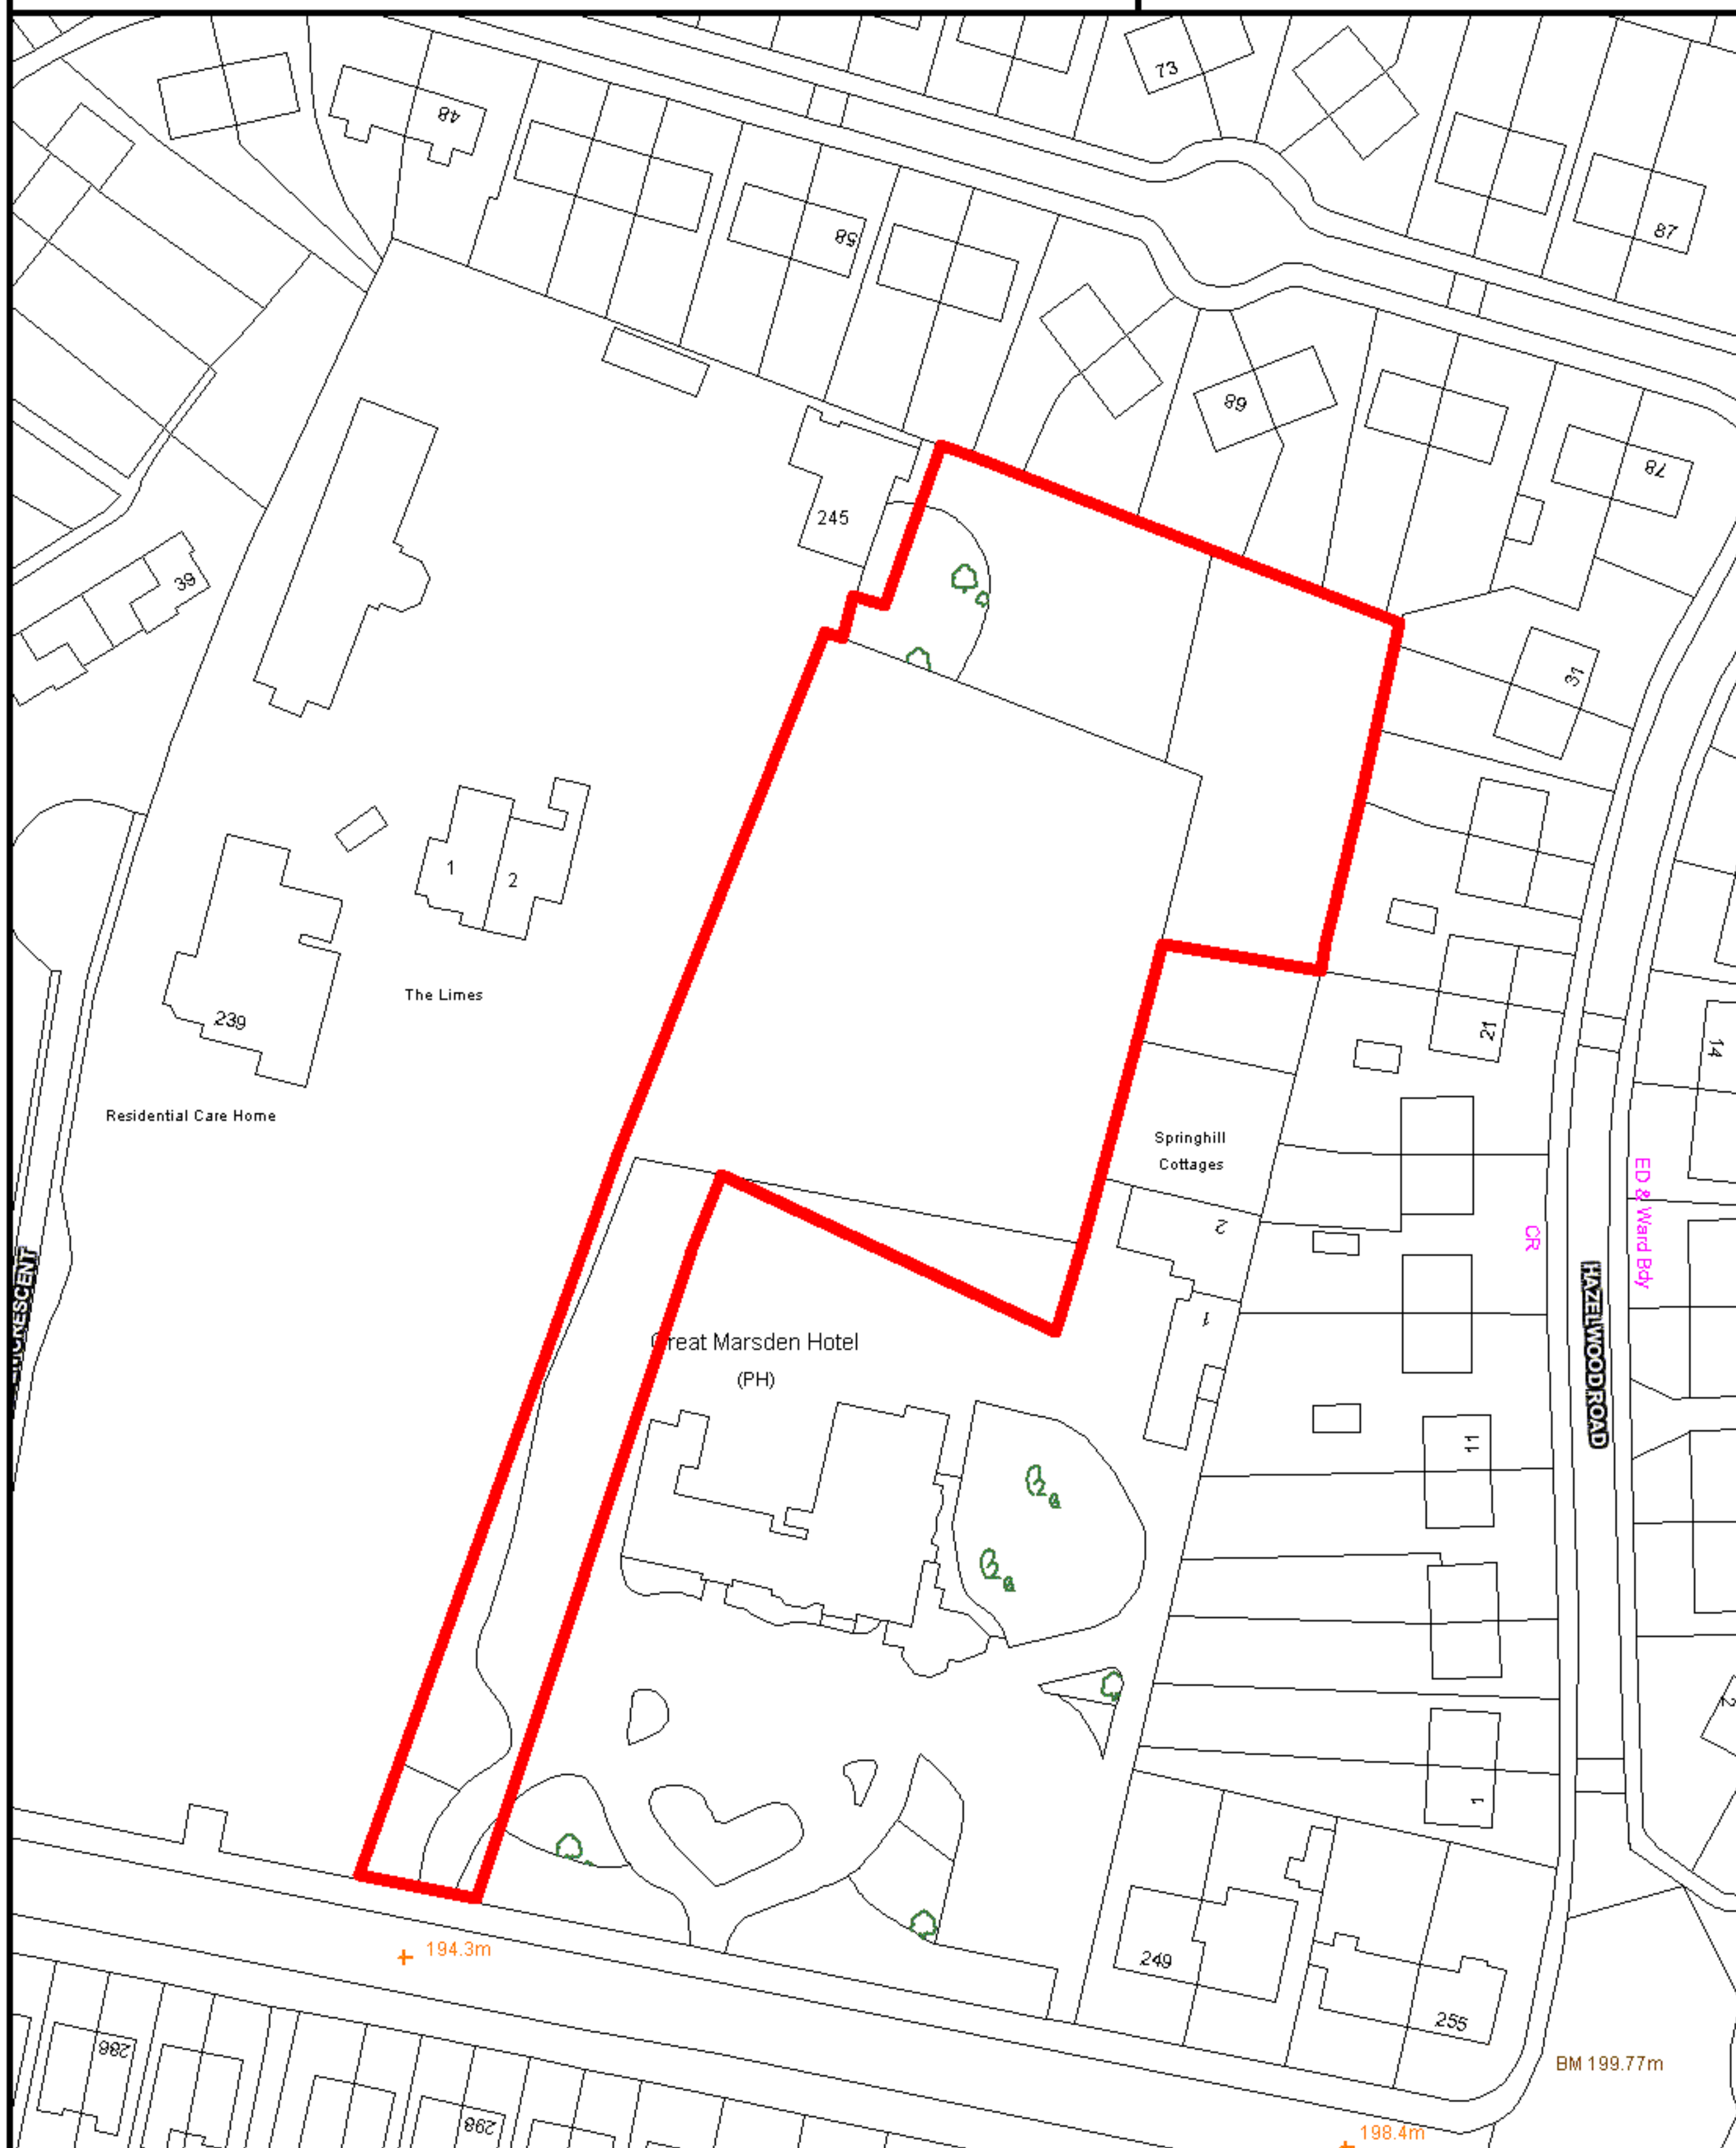 73
48
87
58
68
78
245
39
31
1
2
The Limes
239
21
14
Residential Care Home
Springhill
Cottages
2
ED & Ward Bdy
CR
HAZELWOOD ROAD
CRESCENT
1
Great Marsden Hotel
(PH)
11
2
1
249
194.3m
255
286
BM 199.77m
298
198.4m